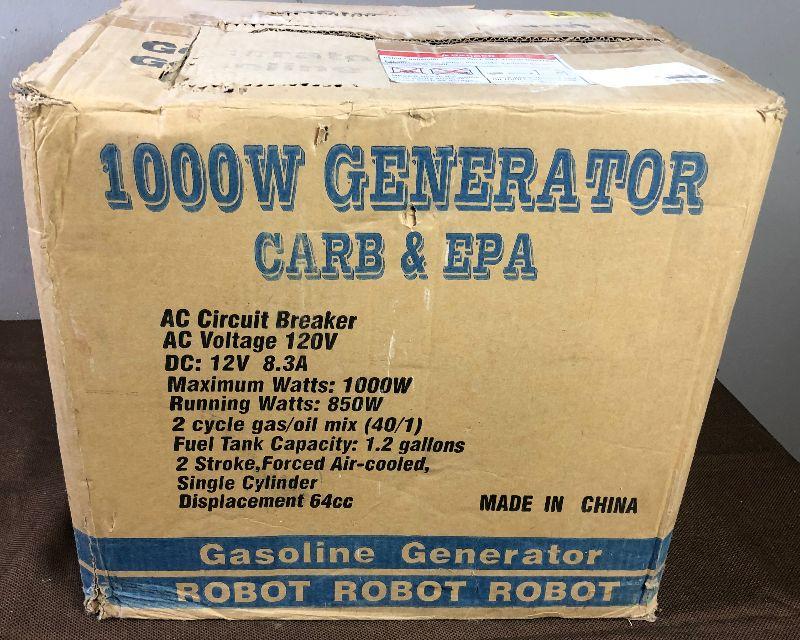 1000W GENERATOR
CARB & EPA
AC Circuit Breaker
AC Voltage 120V
DC: 12V 8.3A
Maximum Watts: 1000W
Running Watts: 850W
2 cycle gas/oil mix (40/1)
Fuel Tank Capacity: 1.2 gallons
2 Stroke,Forced Air-cooled,
Single Cylinder
Displacement 64cc
MADE IN CHINA
Gasoline Generator
ROBOT ROBOT ROBOT